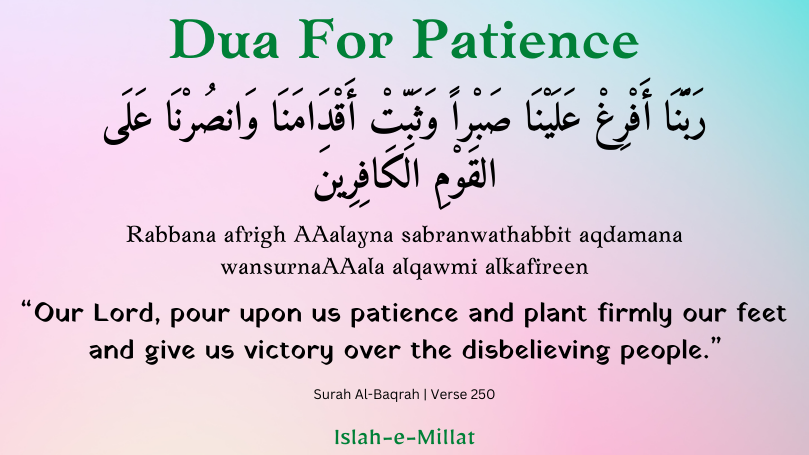 Dua For Patience
رَبَّنَا أَفْرِغْ عَلَيْنَا صَبْراً وَثَبِّتْ أَقْدَامَنَا وَانصُرْنَا عَلَى
القَوْمِ الكَافِرِينَ
Rabbana afrigh AAalayna sabranwathabbit aqdamana
wansurnaAAala alqawmi alkafireen
“Our Lord, pour upon us patience and plant firmly our feet
and give us victory over the disbelieving people.”
Surah Al-Baqrah | Verse 250
Islah-e-Millat